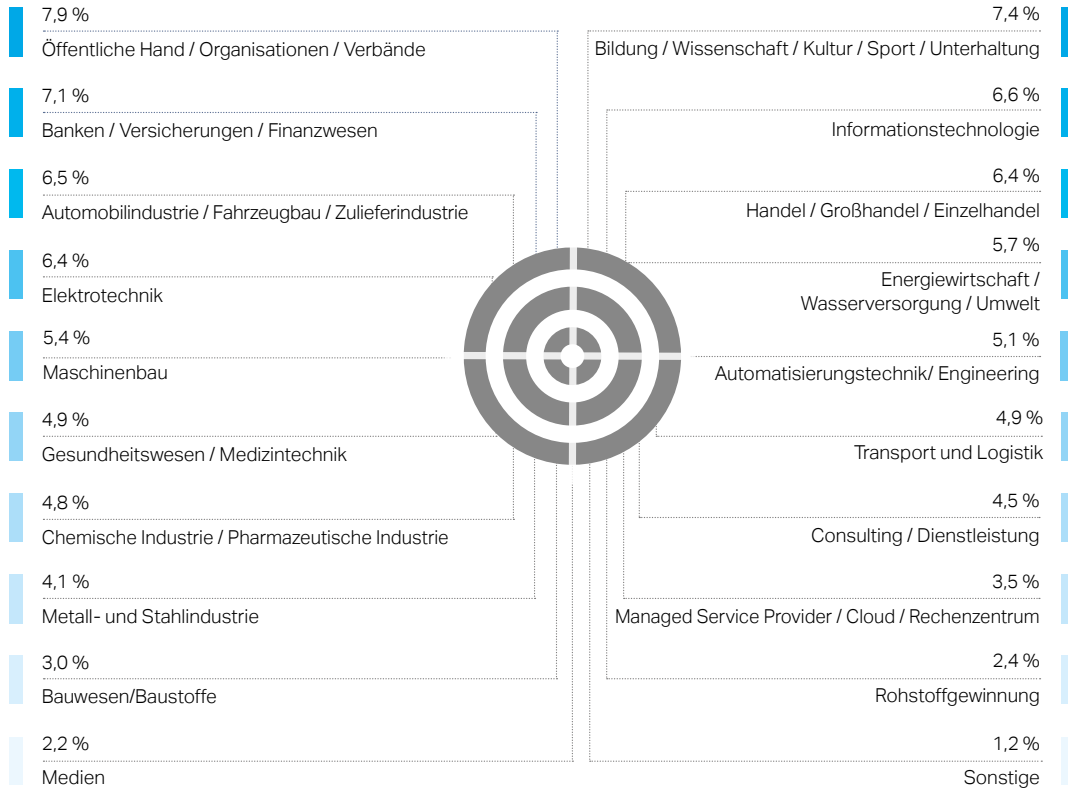 7,9 %
Öffentliche Hand / Organisationen / Verbände
7,1 %
Banken / Versicherungen / Finanzwesen
6,5 %
Automobilindustrie / Fahrzeugbau / Zulieferindustrie
6,4 %
Elektrotechnik
5,4 %
Maschinenbau
4,9 %
Gesundheitswesen / Medizintechnik
4,8 %
Chemische Industrie / Pharmazeutische Industrie
4,1 %
Metall- und Stahlindustrie
3,0 %
Bauwesen/Baustoffe
2,2 %
Medien
7,4 %
Bildung / Wissenschaft / Kultur / Sport / Unterhaltung
6,6 %
Informationstechnologie
6,4 %
Handel / Großhandel / Einzelhandel
5,7 %
Energiewirtschaft /
Wasserversorgung / Umwelt
5,1 %
Automatisierungstechnik/ Engineering
4,9 %
Transport und Logistik
4,5 %
Consulting / Dienstleistung
3,5 %
Managed Service Provider / Cloud / Rechenzentrum
2,4 %
Rohstoffgewinnung
1,2 %
Sonstige